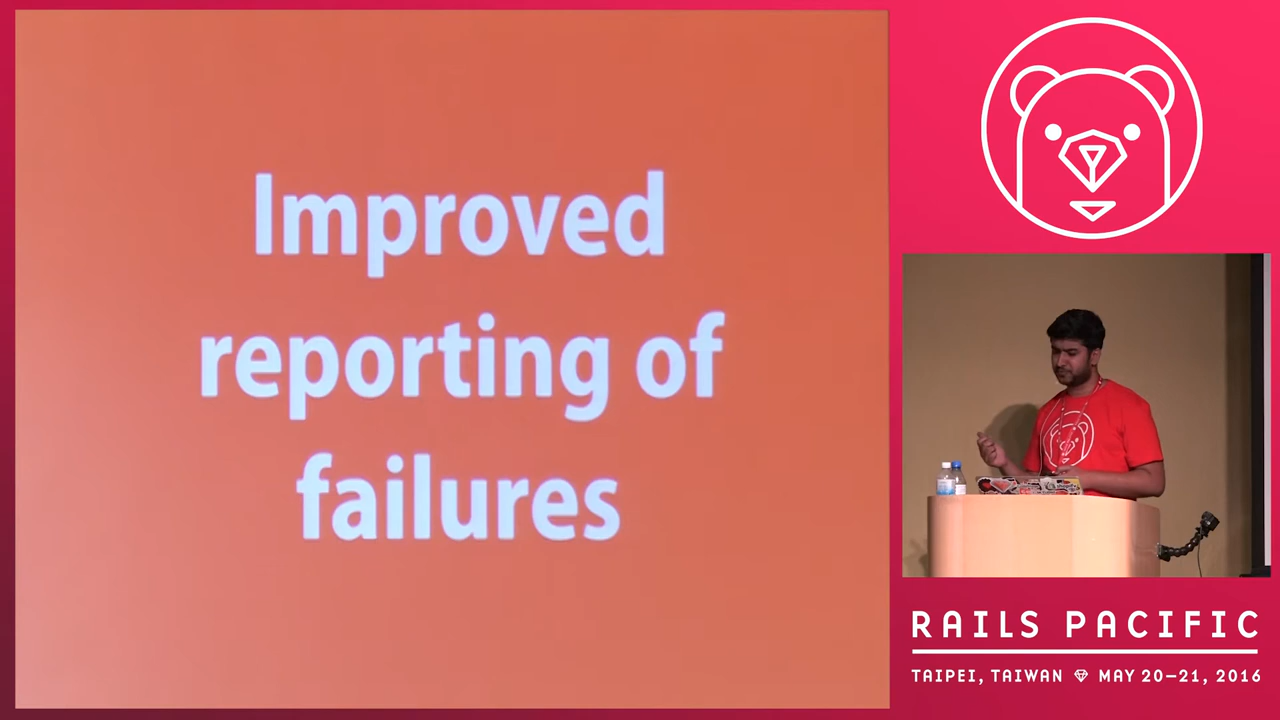 Improved
reporting of
failures
RAILS PACIFIC
TAIPEI, TAIWAN MAY 20–21, 2016